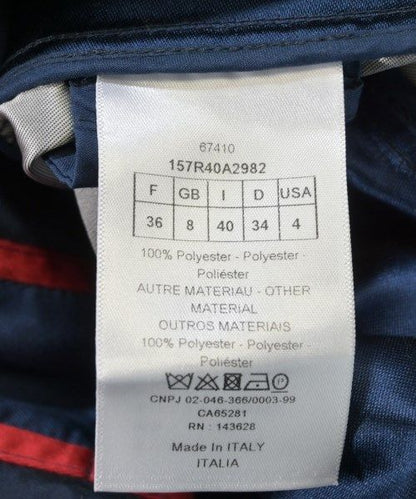 67410
157R40A2982
F GB I D USA
36 8 40 34 4
100% Polyester - Polyester -
Poliéster
AUTRE MATERIAU - OTHER
MATERIAL
OUTROS MATERIAIS
100% Polyester - Polyester -
Poliéster
CNPJ 02-046-366/0003-99
CA65281
RN : 143628
Made In ITALY
ITALIA